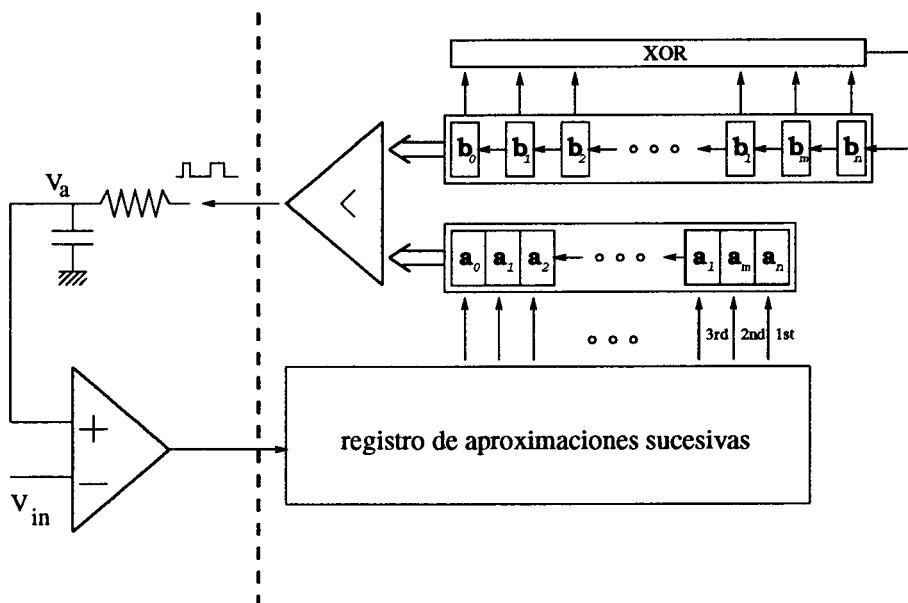 XOR
b0 b1 b2 b1 bm bn
Va
<
a0 a1 a2 a1 am an
3rd 2nd 1st
+
registro de aproximaciones sucesivas
−
Vin